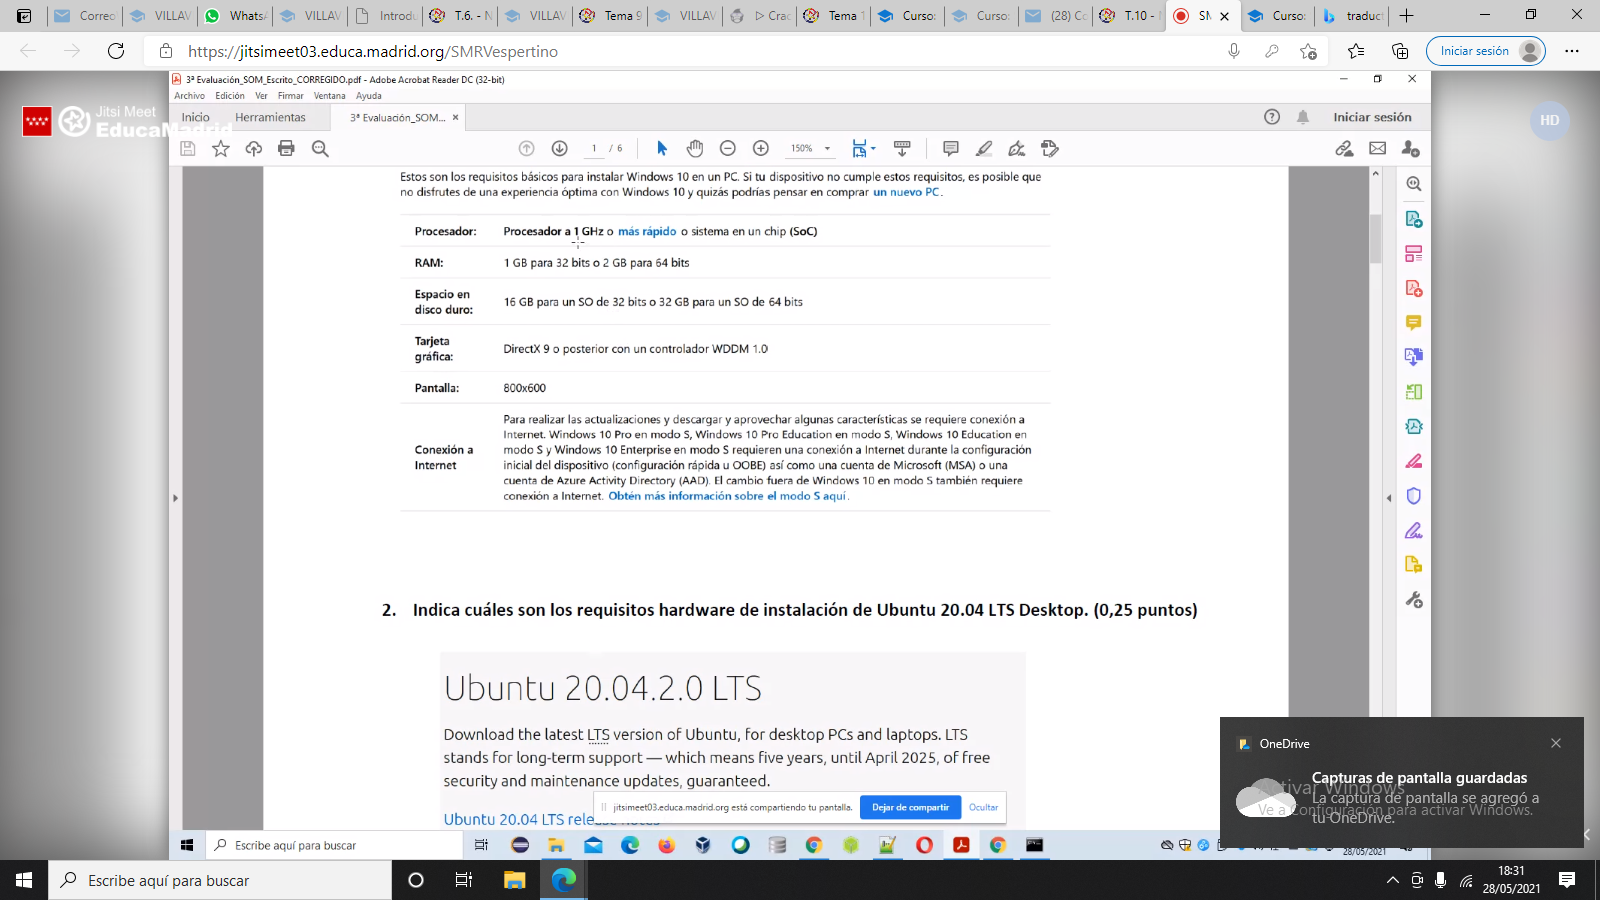 Correo
VILLAV
WhatsA
VILLAV
Introdu
T.6. - N
VILLAV
Tema 9
VILLAV
Crac
Tema 1
Curso:
Curso:
(28) Co
T.10 - N
SM
Curso:
traduct
https://jitsimeet03.educa.madrid.org/SMRVespertino
Iniciar sesión
3ª Evaluación_SOM_Escrito_CORREGIDO.pdf - Adobe Acrobat Reader DC (32-bit)
Archivo Edición Ver Firmar Ventana Ayuda
Jitsi Meet
EducaMadrid
Inicio Herramientas 3ª Evaluación_SOM... Iniciar sesión
HD
1 / 6 150%
Estos son los requisitos básicos para instalar Windows 10 en un PC. Si tu dispositivo no cumple estos requisitos, es posible que
no disfrutes de una experiencia óptima con Windows 10 y quizás podrías pensar en comprar un nuevo PC.
Procesador: Procesador a 1 GHz o más rápido o sistema en un chip (SoC)
RAM: 1 GB para 32 bits o 2 GB para 64 bits
Espacio en
disco duro:
16 GB para un SO de 32 bits o 32 GB para un SO de 64 bits
Tarjeta
gráfica:
DirectX 9 o posterior con un controlador WDDM 1.0
Pantalla: 800x600
Conexión a
Internet
Para realizar las actualizaciones y descargar y aprovechar algunas características se requiere conexión a
Internet. Windows 10 Pro en modo S, Windows 10 Pro Education en modo S, Windows 10 Education en
modo S y Windows 10 Enterprise en modo S requieren una conexión a Internet durante la configuración
inicial del dispositivo (configuración rápida u OOBE) así como una cuenta de Microsoft (MSA) o una
cuenta de Azure Activity Directory (AAD). El cambio fuera de Windows 10 en modo S también requiere
conexión a Internet. Obtén más información sobre el modo S aquí.
2. Indica cuáles son los requisitos hardware de instalación de Ubuntu 20.04 LTS Desktop. (0,25 puntos)
Ubuntu 20.04.2.0 LTS
Download the latest LTS version of Ubuntu, for desktop PCs and laptops. LTS
stands for long-term support — which means five years, until April 2025, of free
security and maintenance updates, guaranteed.
Ubuntu 20.04 LTS release notes
jitsimeet03.educa.madrid.org está compartiendo tu pantalla. Dejar de compartir Ocultar
OneDrive
Capturas de pantalla guardadas
La captura de pantalla se agregó a
tu OneDrive.
Activar Windows
Ve a Configuración para activar Windows.
Escribe aquí para buscar
28/05/2021
Escribe aquí para buscar
18:31
28/05/2021